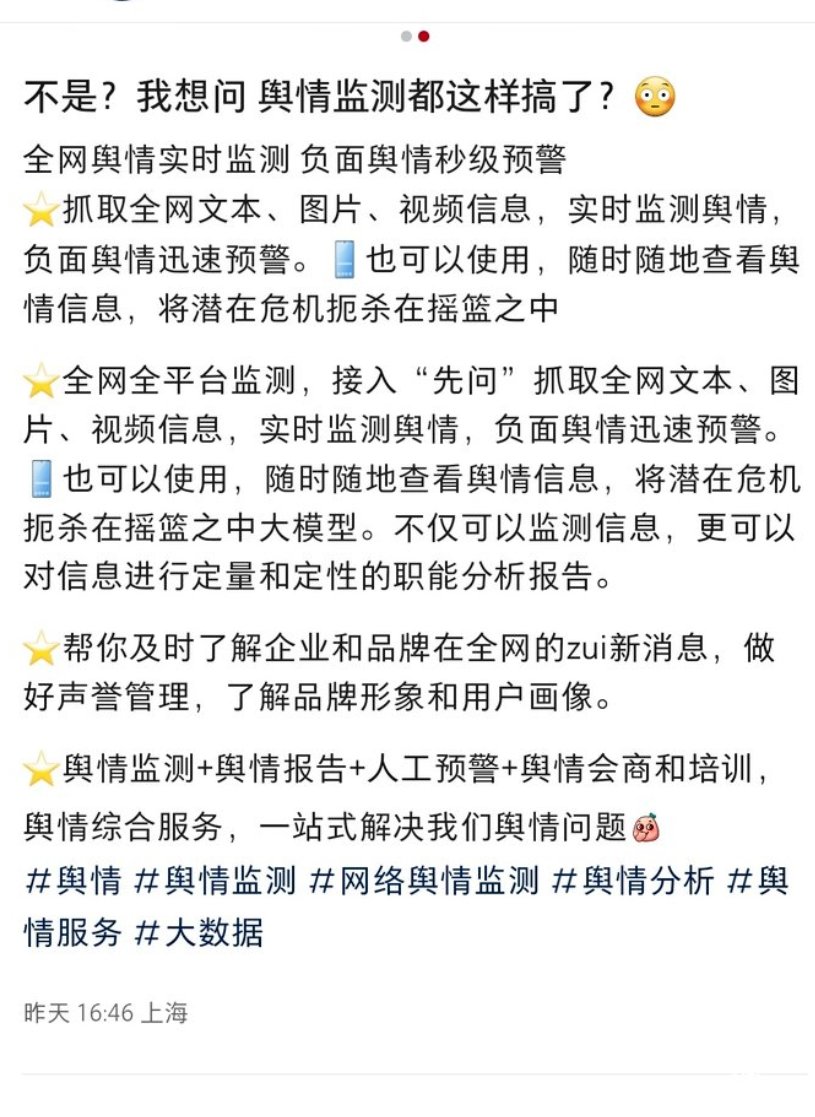 不是？我想问 舆情监测都这样搞了？😳
全网舆情实时监测 负面舆情秒级预警
⭐抓取全网文本、图片、视频信息，实时监测舆情，
负面舆情迅速预警。📱也可以使用，随时随地查看舆
情信息，将潜在危机扼杀在摇篮之中
⭐全网全平台监测，接入“先问”抓取全网文本、图
片、视频信息，实时监测舆情，负面舆情迅速预警。
📱也可以使用，随时随地查看舆情信息，将潜在危机
扼杀在摇篮之中大模型。不仅可以监测信息，更可以
对信息进行定量和定性的职能分析报告。
⭐帮你及时了解企业和品牌在全网的zui新消息，做
好声誉管理，了解品牌形象和用户画像。
⭐舆情监测+舆情报告+人工预警+舆情会商和培训，
舆情综合服务，一站式解决我们舆情问题
#舆情 #舆情监测 #网络舆情监测 #舆情分析 #舆
情服务 #大数据
昨天 16:46 上海